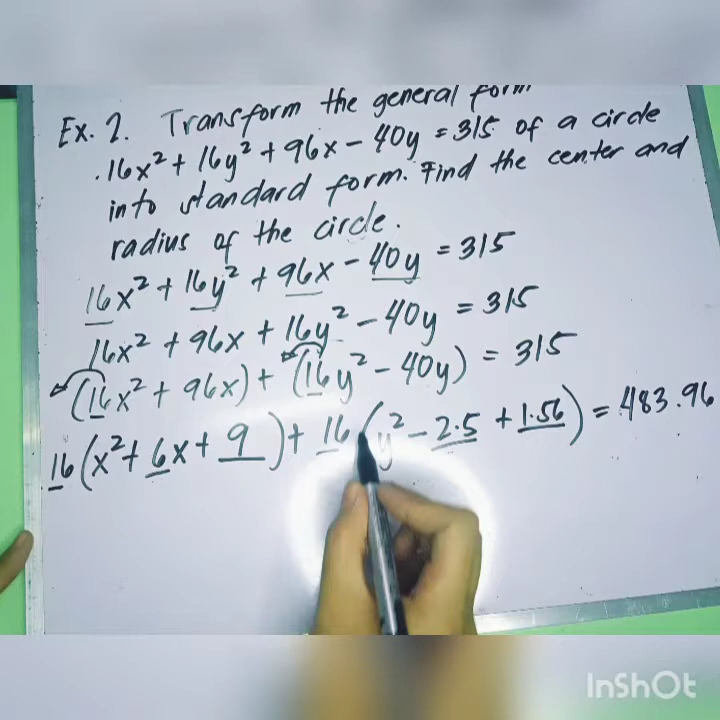 Ex. 2. Transform the general form
16x² + 16y² + 96x - 40y = 315 of a circle
into standard form. Find the center and
radius of the circle.
16x² + 16y² + 96x - 40y = 315
16x² + 96x + 16y² - 40y = 315
(16x² + 96x) + (16y² - 40y) = 315
16(x² + 6x + 9) + 16(y² - 2.5 + 1.56) = 483.96
InShOt